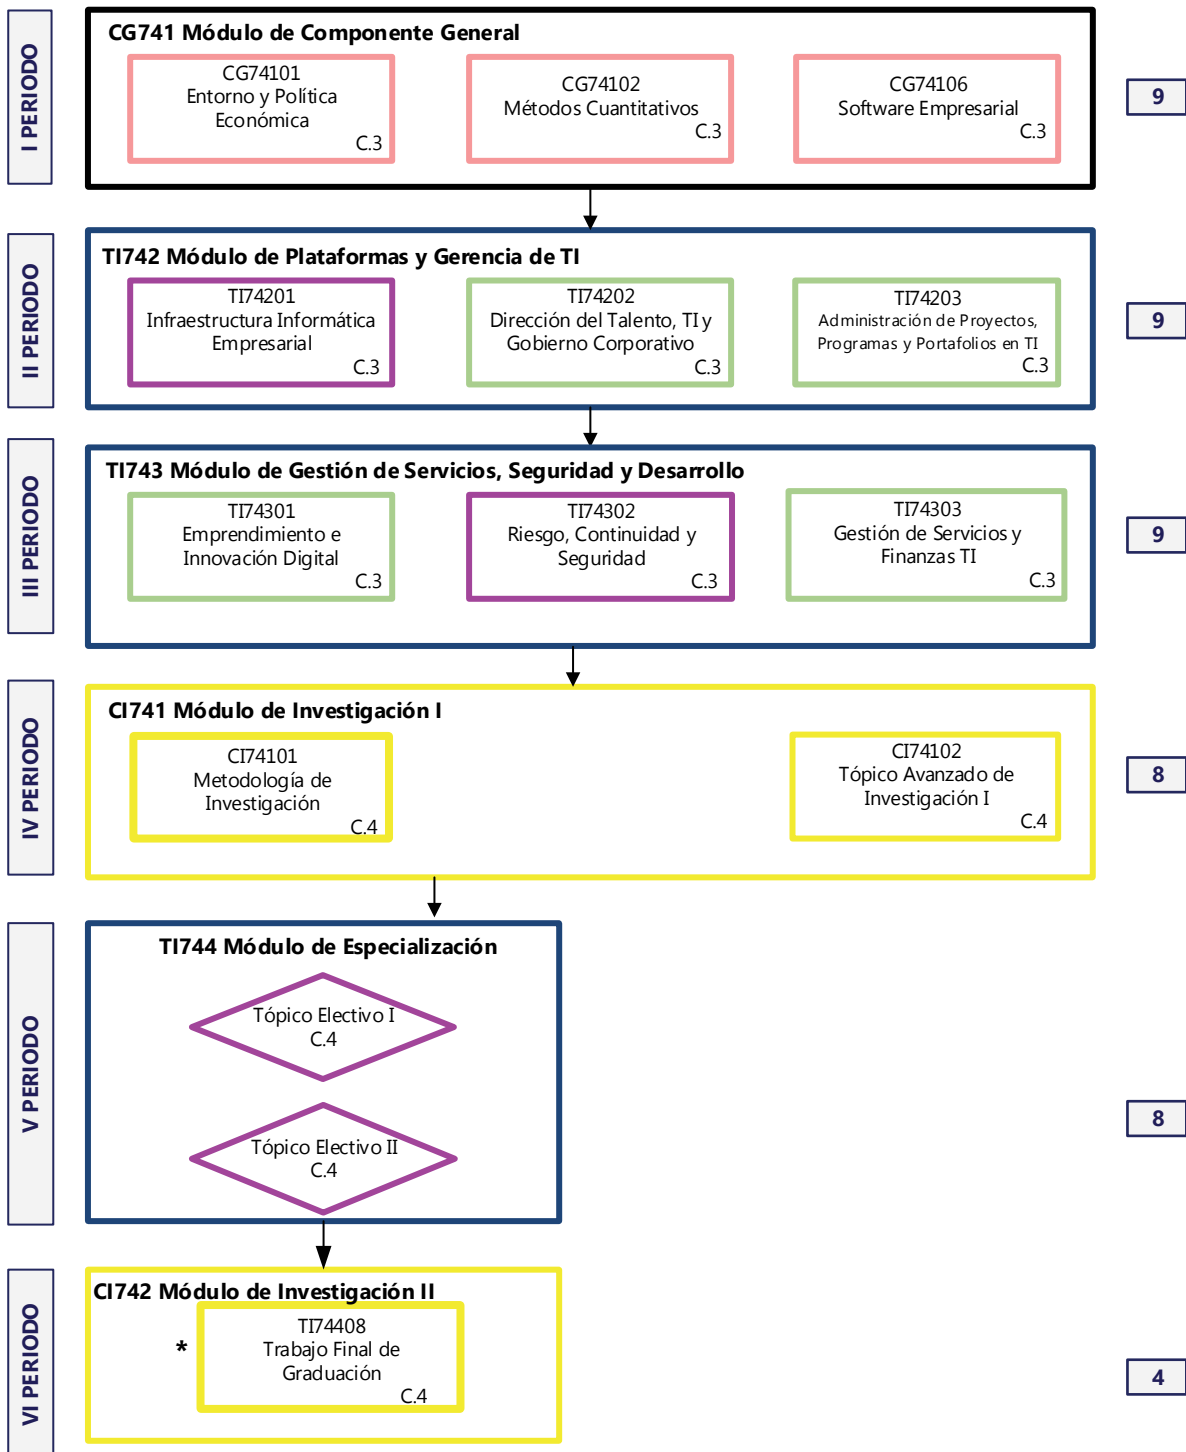 I PERIODO
CG741 Módulo de Componente General
CG74101
Entorno y Política
Económica
C.3
CG74102
Métodos Cuantitativos
C.3
CG74106
Software Empresarial
C.3
9
II PERIODO
TI742 Módulo de Plataformas y Gerencia de TI
TI74201
Infraestructura Informática
Empresarial
C.3
TI74202
Dirección del Talento, TI y
Gobierno Corporativo
C.3
TI74203
Administración de Proyectos,
Programas y Portafolios en TI
C.3
9
III PERIODO
TI743 Módulo de Gestión de Servicios, Seguridad y Desarrollo
TI74301
Emprendimiento e
Innovación Digital
C.3
TI74302
Riesgo, Continuidad y
Seguridad
C.3
TI74303
Gestión de Servicios y
Finanzas TI
C.3
9
IV PERIODO
CI741 Módulo de Investigación I
CI74101
Metodología de
Investigación
C.4
CI74102
Tópico Avanzado de
Investigación I
C.4
8
V PERIODO
TI744 Módulo de Especialización
Tópico Electivo I
C.4
Tópico Electivo II
C.4
8
VI PERIODO
CI742 Módulo de Investigación II
*
TI74408
Trabajo Final de
Graduación
C.4
4